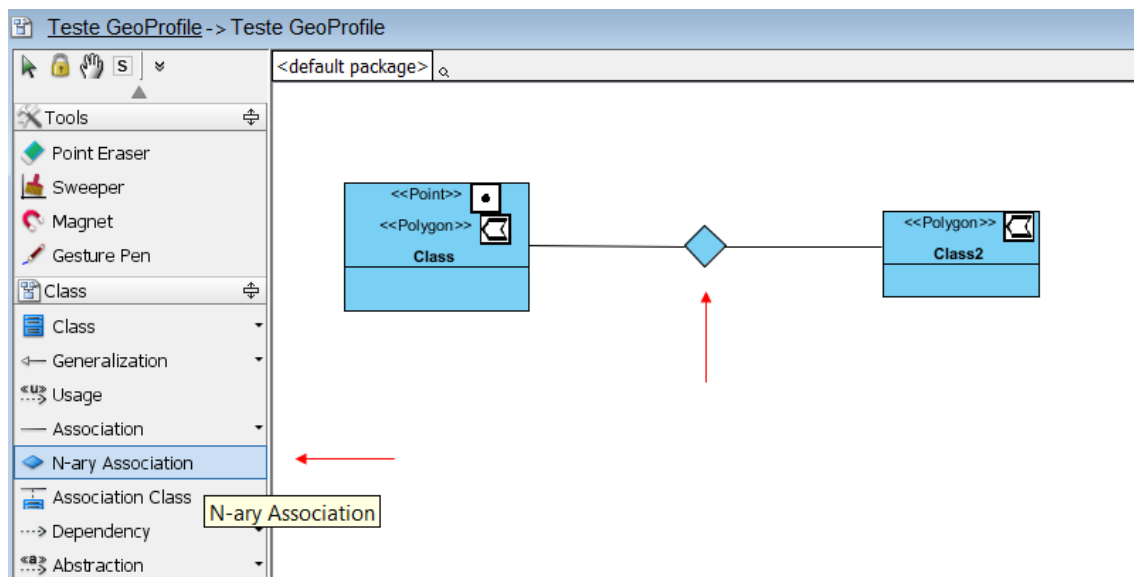 Teste GeoProfile -> Teste GeoProfile
S
<default package>
Tools
Point Eraser
Sweeper
Magnet
Gesture Pen
Class
Class
Generalization
«u» Usage
Association
N-ary Association
Association Class
N-ary Association
Dependency
«a» Abstraction
<<Point>>
<<Polygon>>
Class
<<Polygon>>
Class2